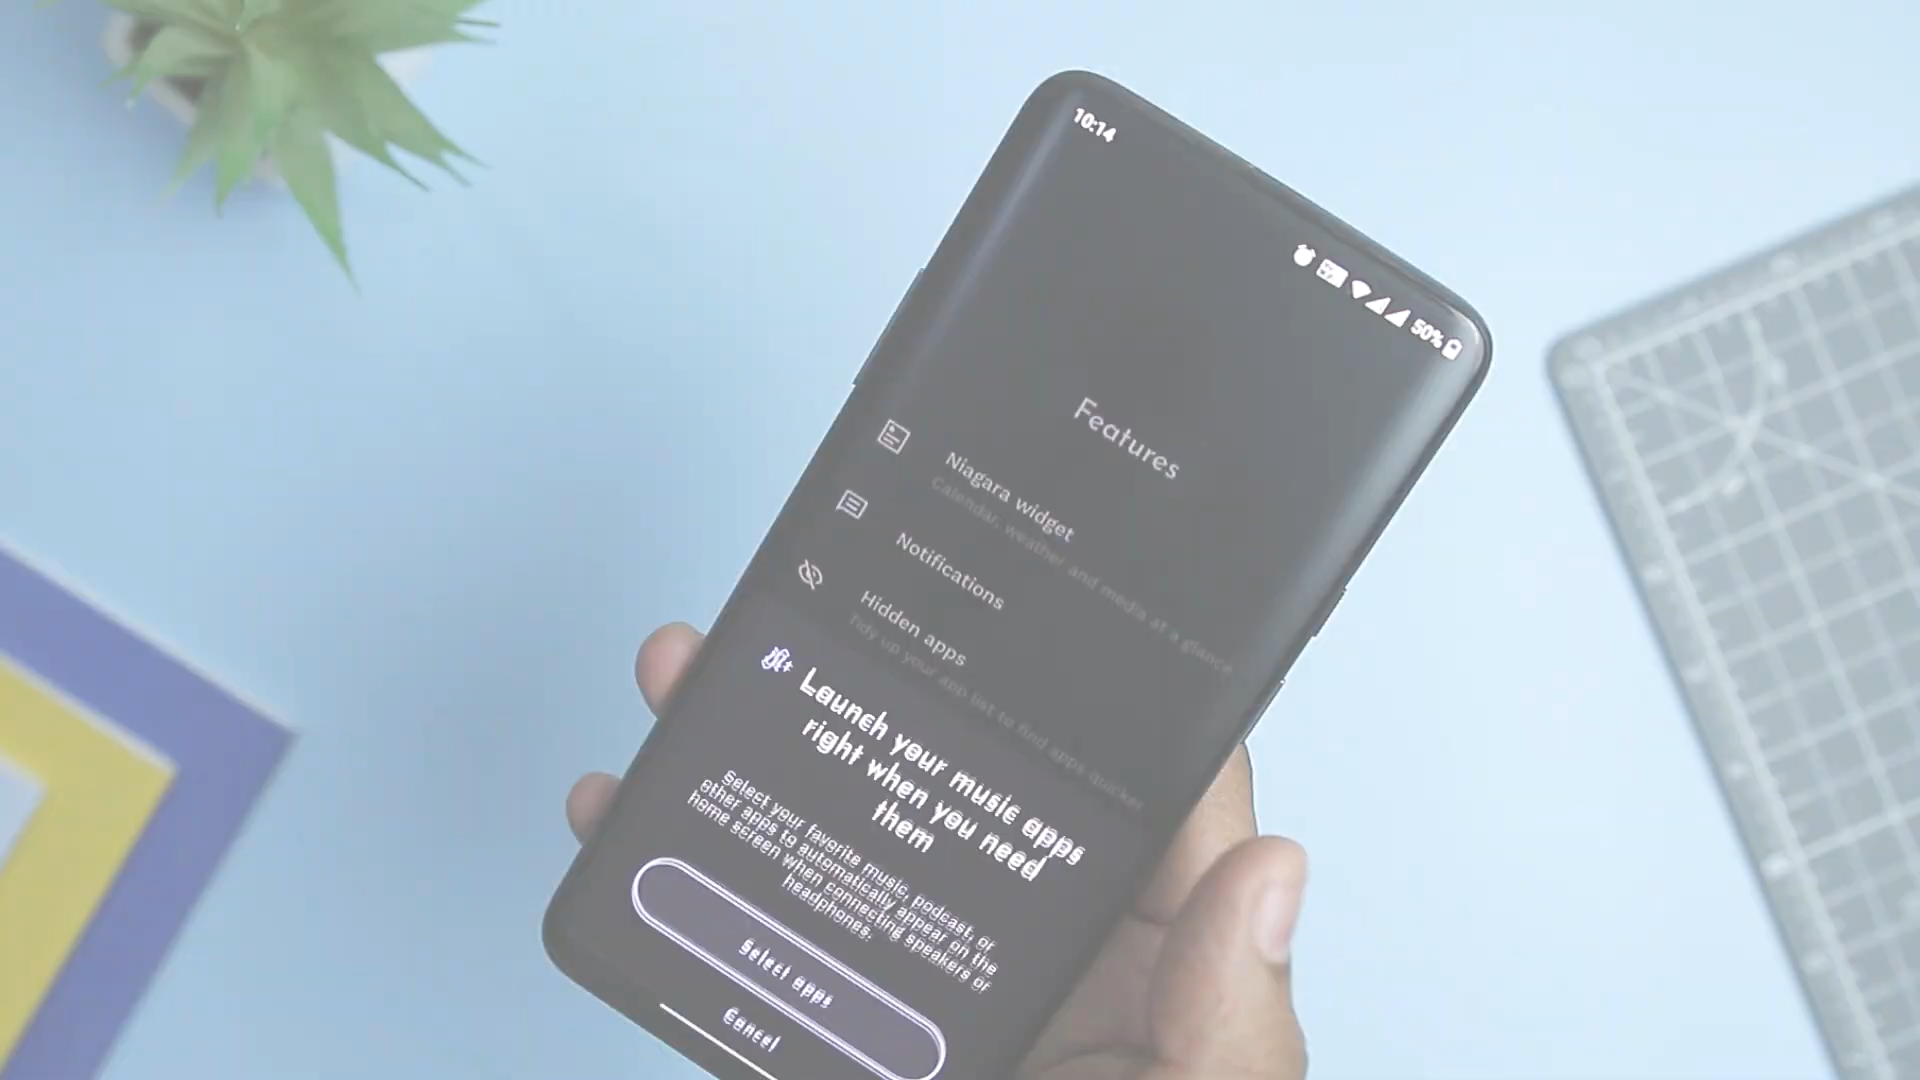 10:14
50%
Features
Niagara widget
Calendar, weather and media at a glance
Notifications
Hidden apps
Tidy up your app list to find apps quicker
Launch your music apps
right when you need
them
Select your favorite music, podcast, or
other apps to automatically appear on the
home screen when connecting speakers or
headphones.
Select apps
Cancel